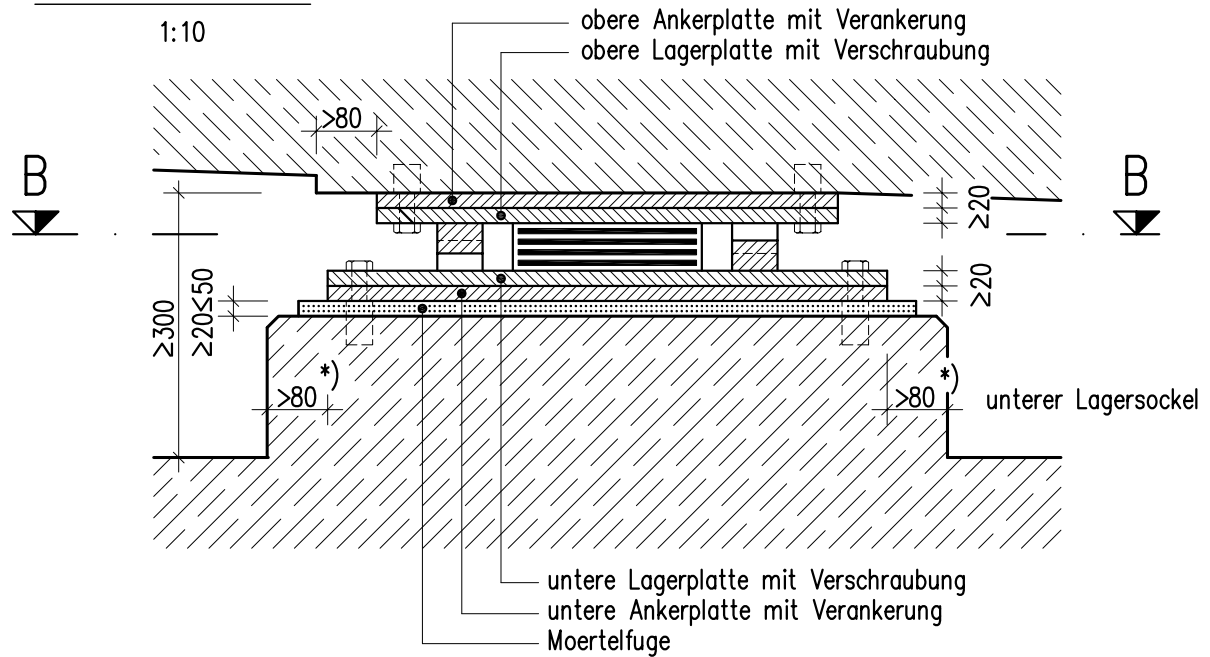 1:10
obere Ankerplatte mit Verankerung
obere Lagerplatte mit Verschraubung
>80
B
B
≥20
≥20
≥300
≥20≤50
*)
>80
*)
>80
unterer Lagersockel
untere Lagerplatte mit Verschraubung
untere Ankerplatte mit Verankerung
Moertelfuge